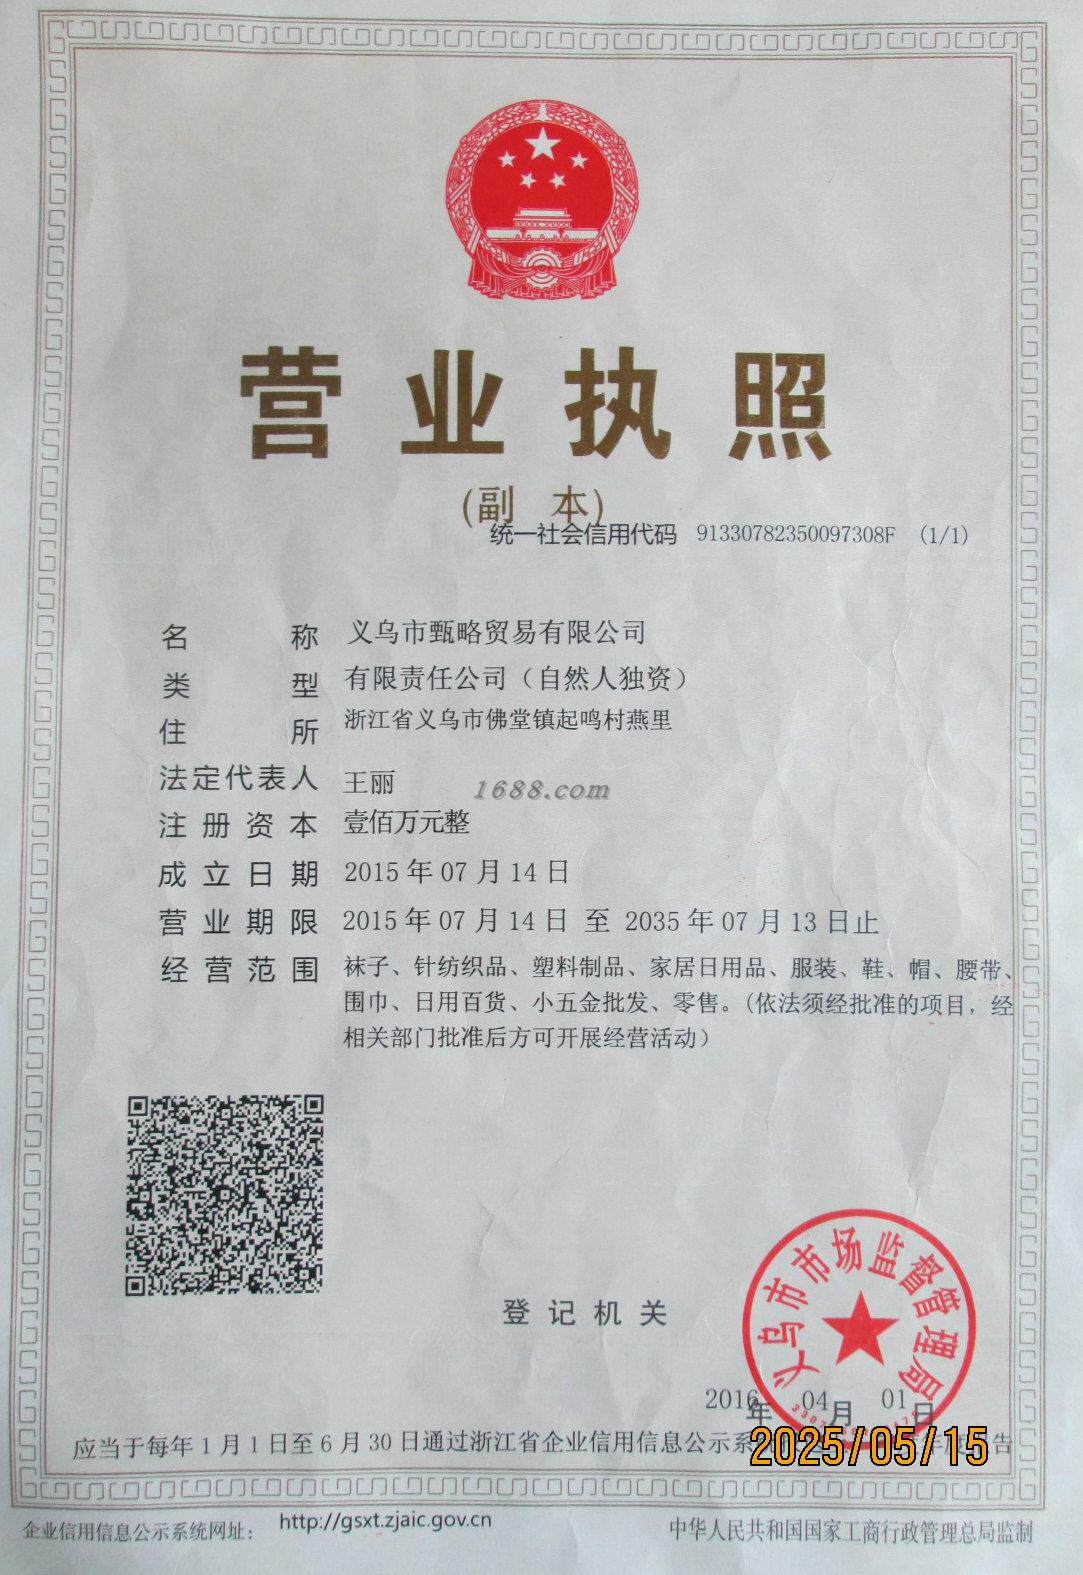 营业执照
(副 本)
统一社会信用代码 91330782350097308F (1/1)
名 称 义乌市甄略贸易有限公司
类 型 有限责任公司（自然人独资）
住 所 浙江省义乌市佛堂镇起鸣村燕里
法定代表人 王丽
1688.com
注册资本 壹佰万元整
成立日期 2015年07月14日
营业期限 2015年07月14日 至 2035年07月13日止
经营范围 袜子、针纺织品、塑料制品、家居日用品、服装、鞋、帽、腰带、
围巾、日用百货、小五金批发、零售。(依法须经批准的项目，经
相关部门批准后方可开展经营活动）
登记机关
义乌市市场监督管理局
2016年 04月 01日
应当于每年1月1日至6月30日通过浙江省企业信用信息公示系 年度 告
2025/05/15
企业信用信息公示系统网址： http://gsxt.zjaic.gov.cn
中华人民共和国国家工商行政管理总局监制